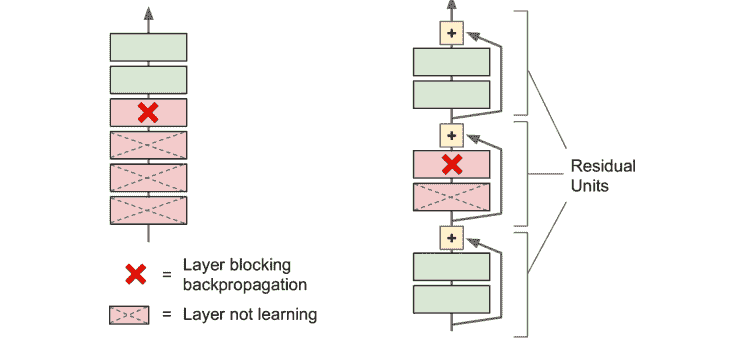 +
+
+
Residual
Units
= Layer blocking
backpropagation
= Layer not learning